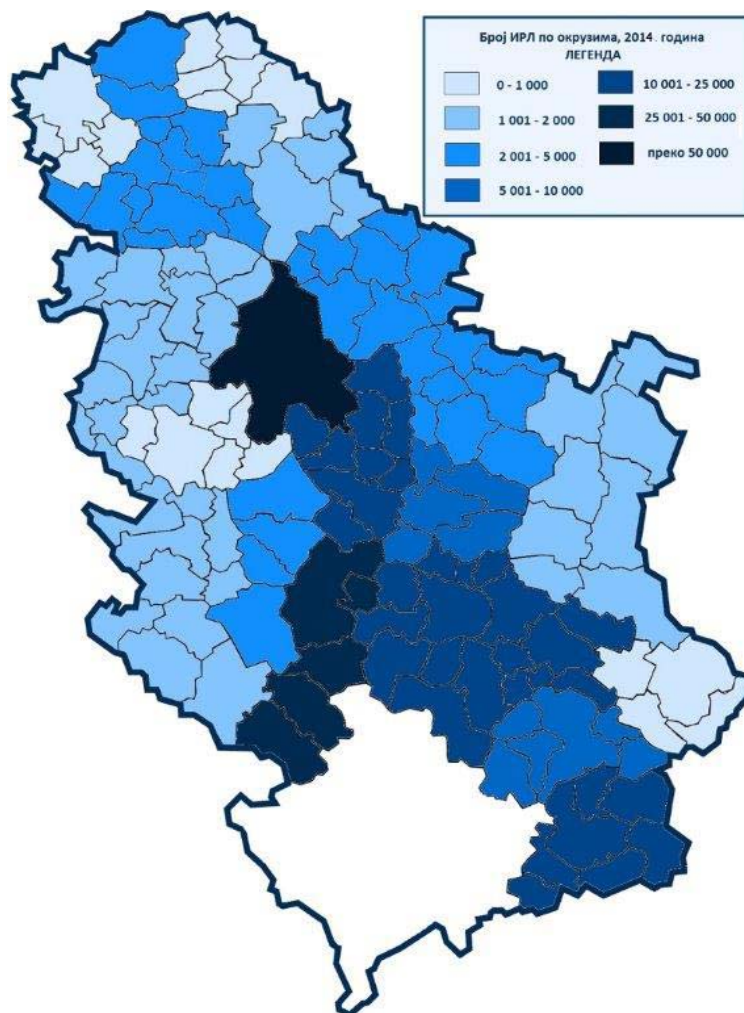 Број ИРЛ по окрузима, 2014. година
ЛЕГЕНДА
0 - 1 000
1 001 - 2 000
2 001 - 5 000
5 001 - 10 000
10 001 - 25 000
25 001 - 50 000
преко 50 000